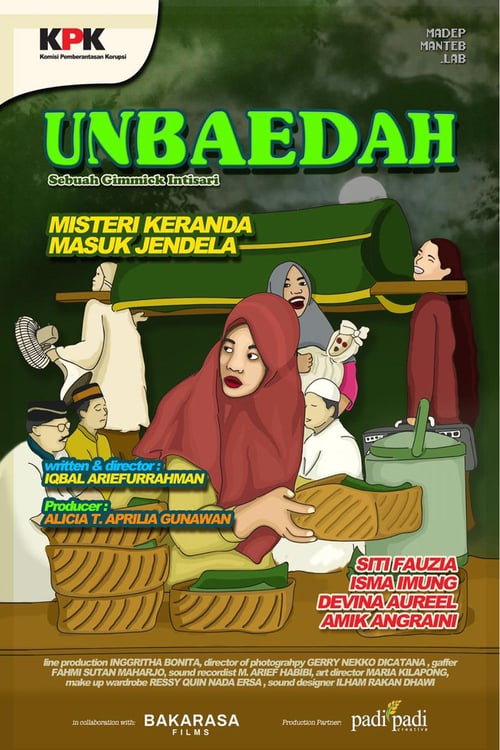 KPK
Komisi Pemberantasan Korupsi
MADEP
MANTEB
_LAB
UNBAEDAH
Sebuah Gimmick Intisari
MISTERI KERANDA
MASUK JENDELA
written & director :
IQBAL ARIEFURRAHMAN
Producer :
ALICIA T. APRILIA GUNAWAN
SITI FAUZIA
ISMA IMUNG
DEVINA AUREEL
AMIK ANGRAINI
line production INGGRITHA BONITA, director of photograpy GERRY NEKKO DICATANA , gaffer
FAHMI SUTAN MAHARJO, sound recordist M. ARIEF HABIBI, art director MARIA KILAPONG,
make up wardrobe RESSY QUIN NADA ERSA , sound designer ILHAM RAKAN DHAWI
in collaboration with:
BAKARASA
FILMS
Production Partner:
padi padi
creative